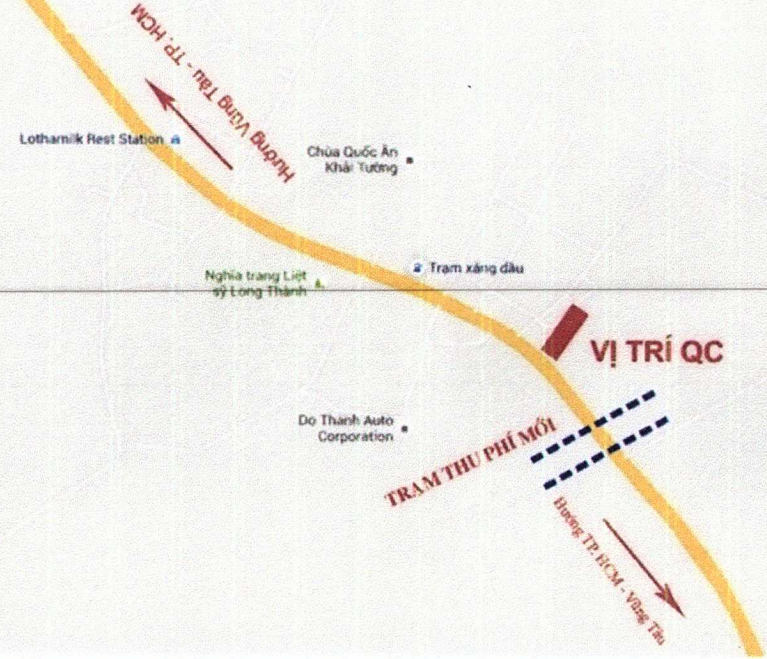 Hướng Vũng Tàu - TP. HCM
Lothamilk Rest Station
Chùa Quốc Ân
Khải Tường
Trạm xăng dầu
Nghĩa trang Liệt
sỹ Long Thành
VỊ TRÍ QC
Do Thanh Auto
Corporation
TRẠM THU PHÍ MỚI
Hướng TP. HCM - Vũng Tàu